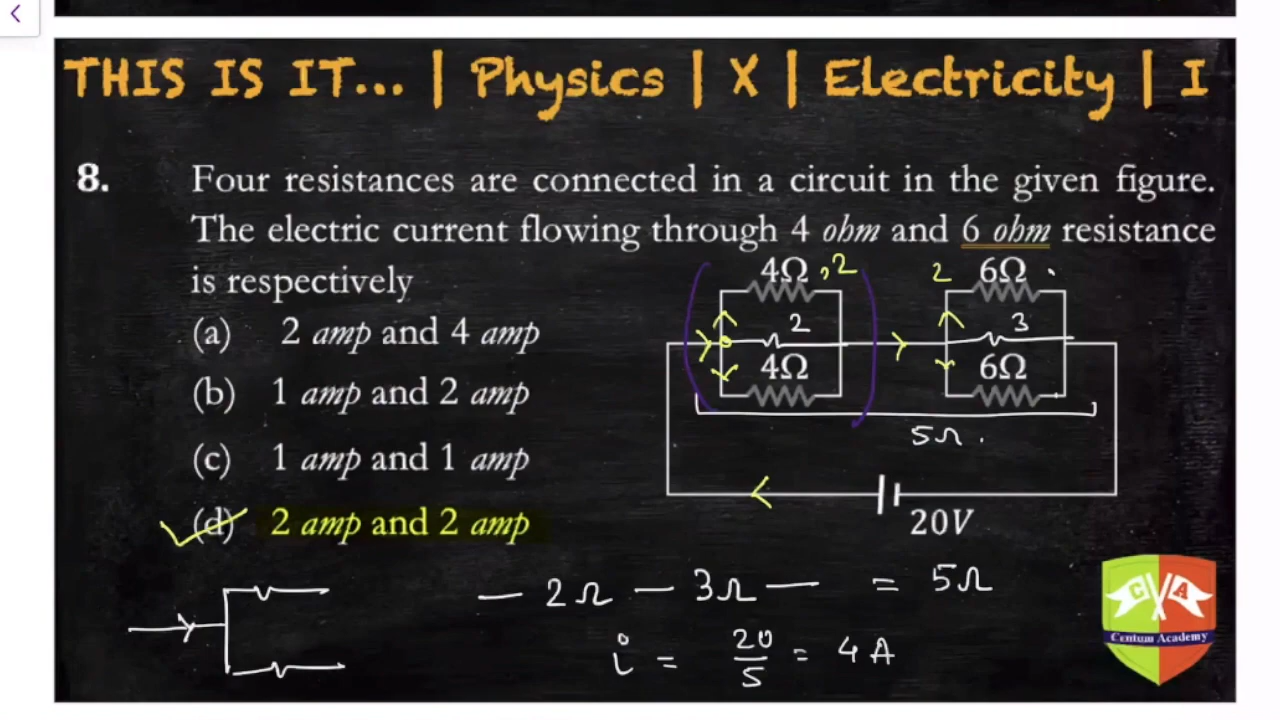 THIS IS IT... | Physics | X | Electricity | I
8. Four resistances are connected in a circuit in the given figure.
The electric current flowing through 4 ohm and 6 ohm resistance
is respectively
(a) 2 amp and 4 amp
(b) 1 amp and 2 amp
(c) 1 amp and 1 amp
(d) 2 amp and 2 amp
4Ω 2 2 6Ω
2 3
4Ω 6Ω
5Ω
20V
2Ω — 3Ω — = 5Ω
i = 20/5 = 4A
CA
Centum Academy